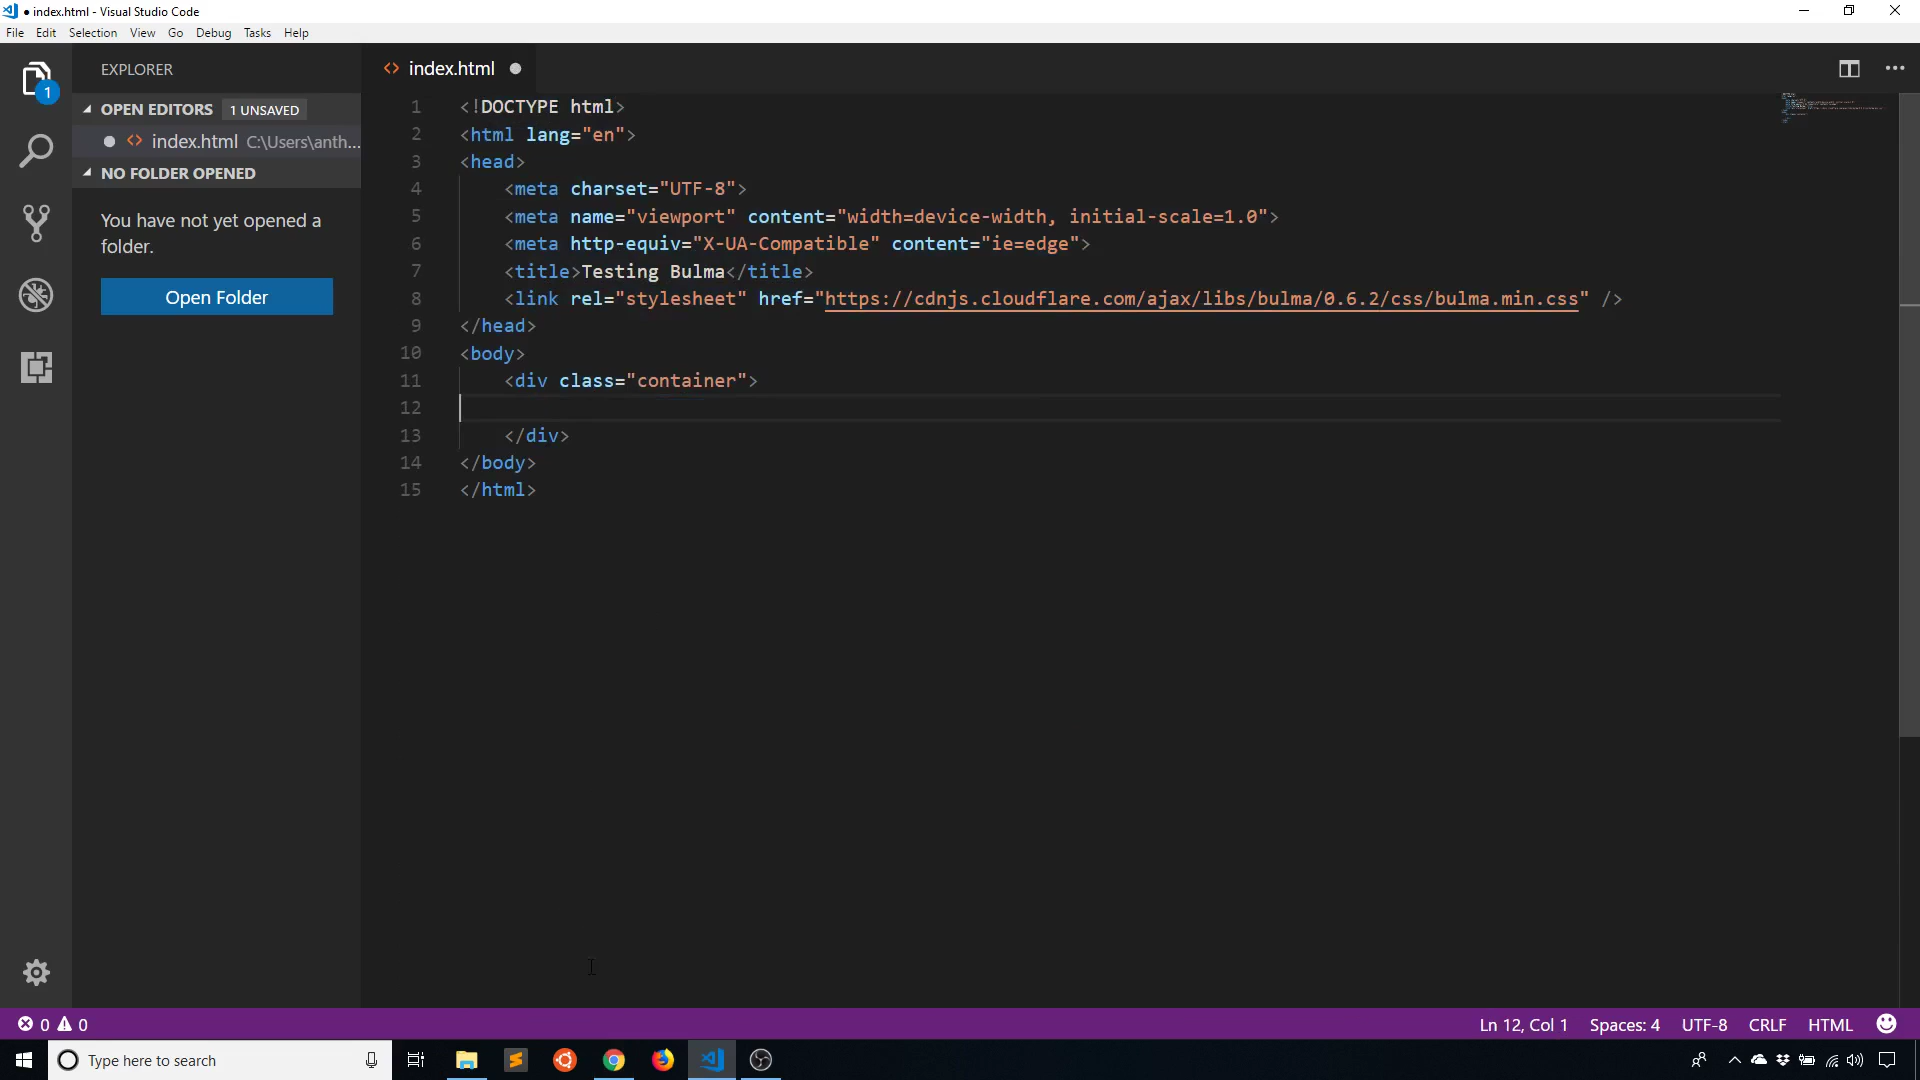 index.html - Visual Studio Code
File Edit Selection View Go Debug Tasks Help
1
EXPLORER
OPEN EDITORS 1 UNSAVED
index.html C:\Users\anth...
NO FOLDER OPENED
You have not yet opened a
folder.
Open Folder
index.html
1 <!DOCTYPE html>
2 <html lang="en">
3 <head>
4 <meta charset="UTF-8">
5 <meta name="viewport" content="width=device-width, initial-scale=1.0">
6 <meta http-equiv="X-UA-Compatible" content="ie=edge">
7 <title>Testing Bulma</title>
8 <link rel="stylesheet" href="https://cdnjs.cloudflare.com/ajax/libs/bulma/0.6.2/css/bulma.min.css" />
9 </head>
10 <body>
11 <div class="container">
12
13 </div>
14 </body>
15 </html>
0 0 Ln 12, Col 1 Spaces: 4 UTF-8 CRLF HTML
Type here to search